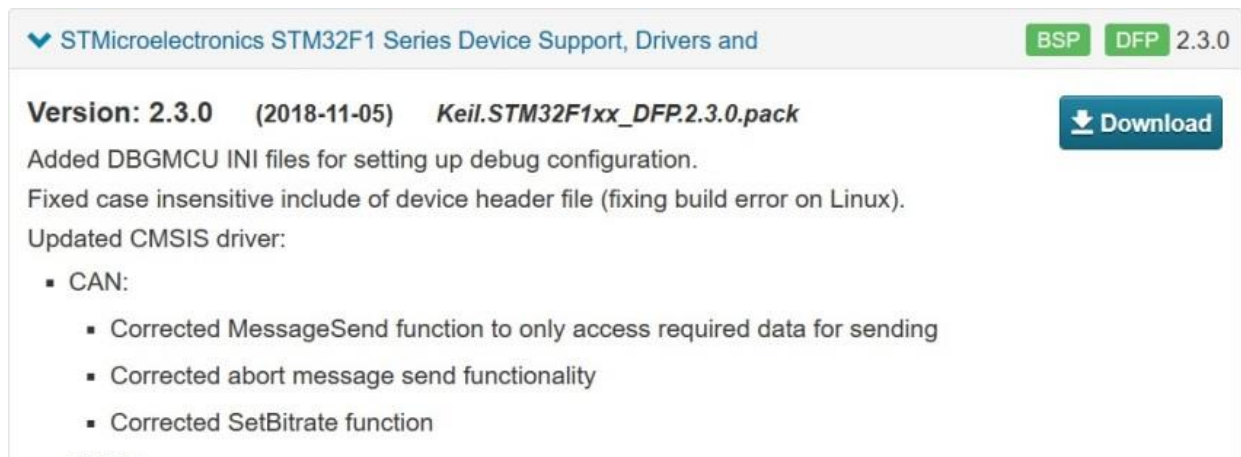 STMicroelectronics STM32F1 Series Device Support, Drivers and BSP DFP 2.3.0
Version: 2.3.0 (2018-11-05) Keil.STM32F1xx_DFP.2.3.0.pack Download
Added DBGMCU INI files for setting up debug configuration.
Fixed case insensitive include of device header file (fixing build error on Linux).
Updated CMSIS driver:
▪ CAN:
▪ Corrected MessageSend function to only access required data for sending
▪ Corrected abort message send functionality
▪ Corrected SetBitrate function